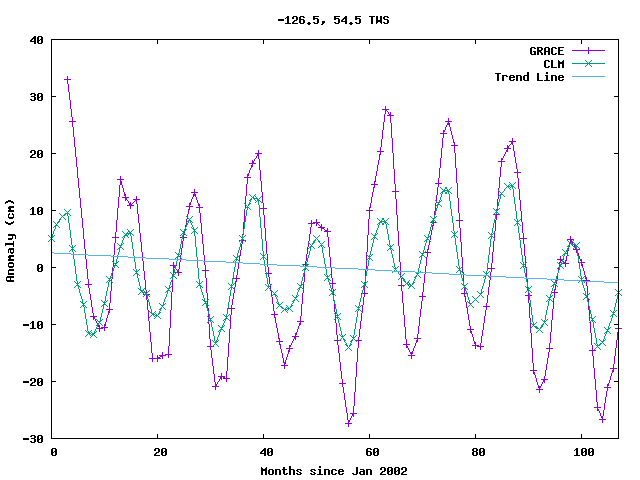 -126.5, 54.5 TWS
40
30
20
10
0
-10
-20
-30
Anomaly (cm)
GRACE
CLM
Trend Line
0 20 40 60 80 100
Months since Jan 2002